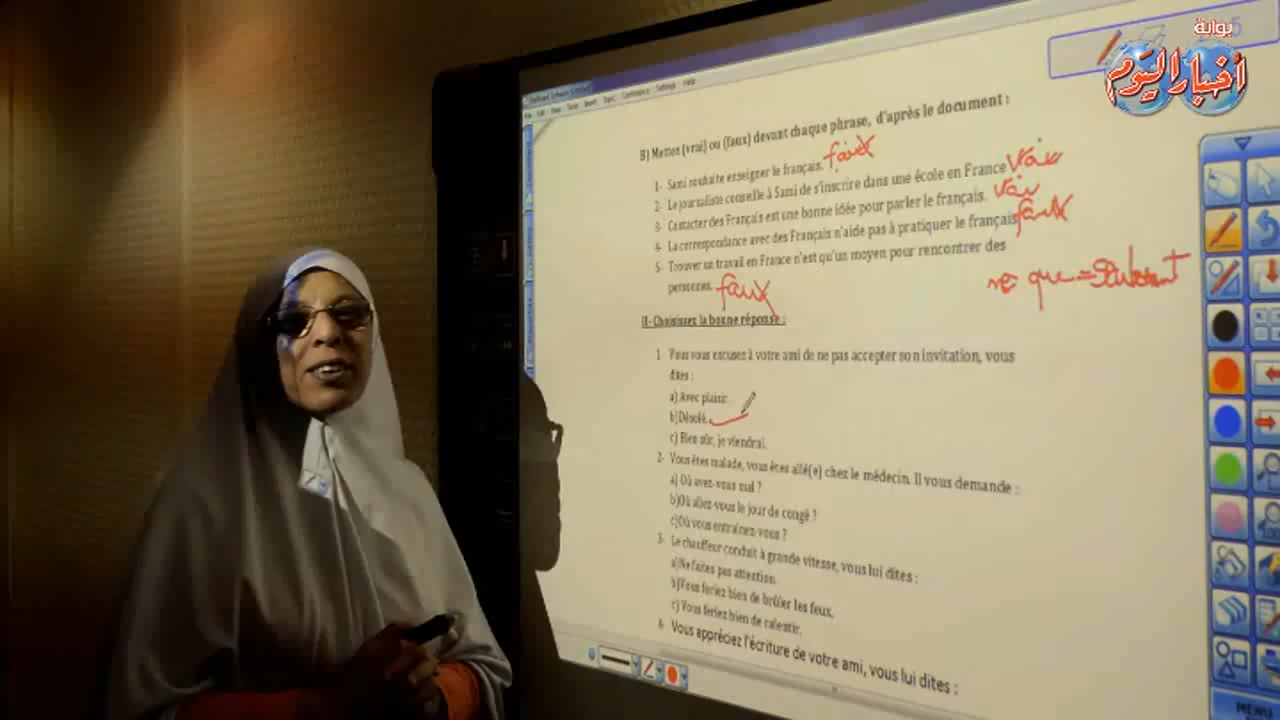 بوابة
أخبار اليوم
B) Mettez (vrai) ou (faux) devant chaque phrase, d'après le document :
1- Sami souhaite enseigner le français. faux
2- Le journaliste conseille à Sami de s'inscrire dans une école en France vrai
3- Contacter des Français est une bonne idée pour parler le français. vrai
4- La correspondance avec des Français n'aide pas à pratiquer le français faux
5- Trouver un travail en France n'est qu'un moyen pour rencontrer des
personnes. faux
ne que =
II- Choisissez la bonne réponse :
1 Vous vous excusez à votre ami de ne pas accepter son invitation, vous
dites :
a) Avec plaisir.
b) Désolé.
c) Bien sûr, je viendrai.
2- Vous êtes malade, vous êtes allé(e) chez le médecin. Il vous demande :
a) Où avez-vous mal ?
b) Où allez-vous le jour de congé ?
c) Où vous entraînez-vous ?
3- Le chauffeur conduit à grande vitesse, vous lui dites :
a) Ne faites pas attention.
b) Vous feriez bien de brûler les feux.
c) Vous feriez bien de ralentir.
4- Vous appréciez l'écriture de votre ami, vous lui dites :
MENU